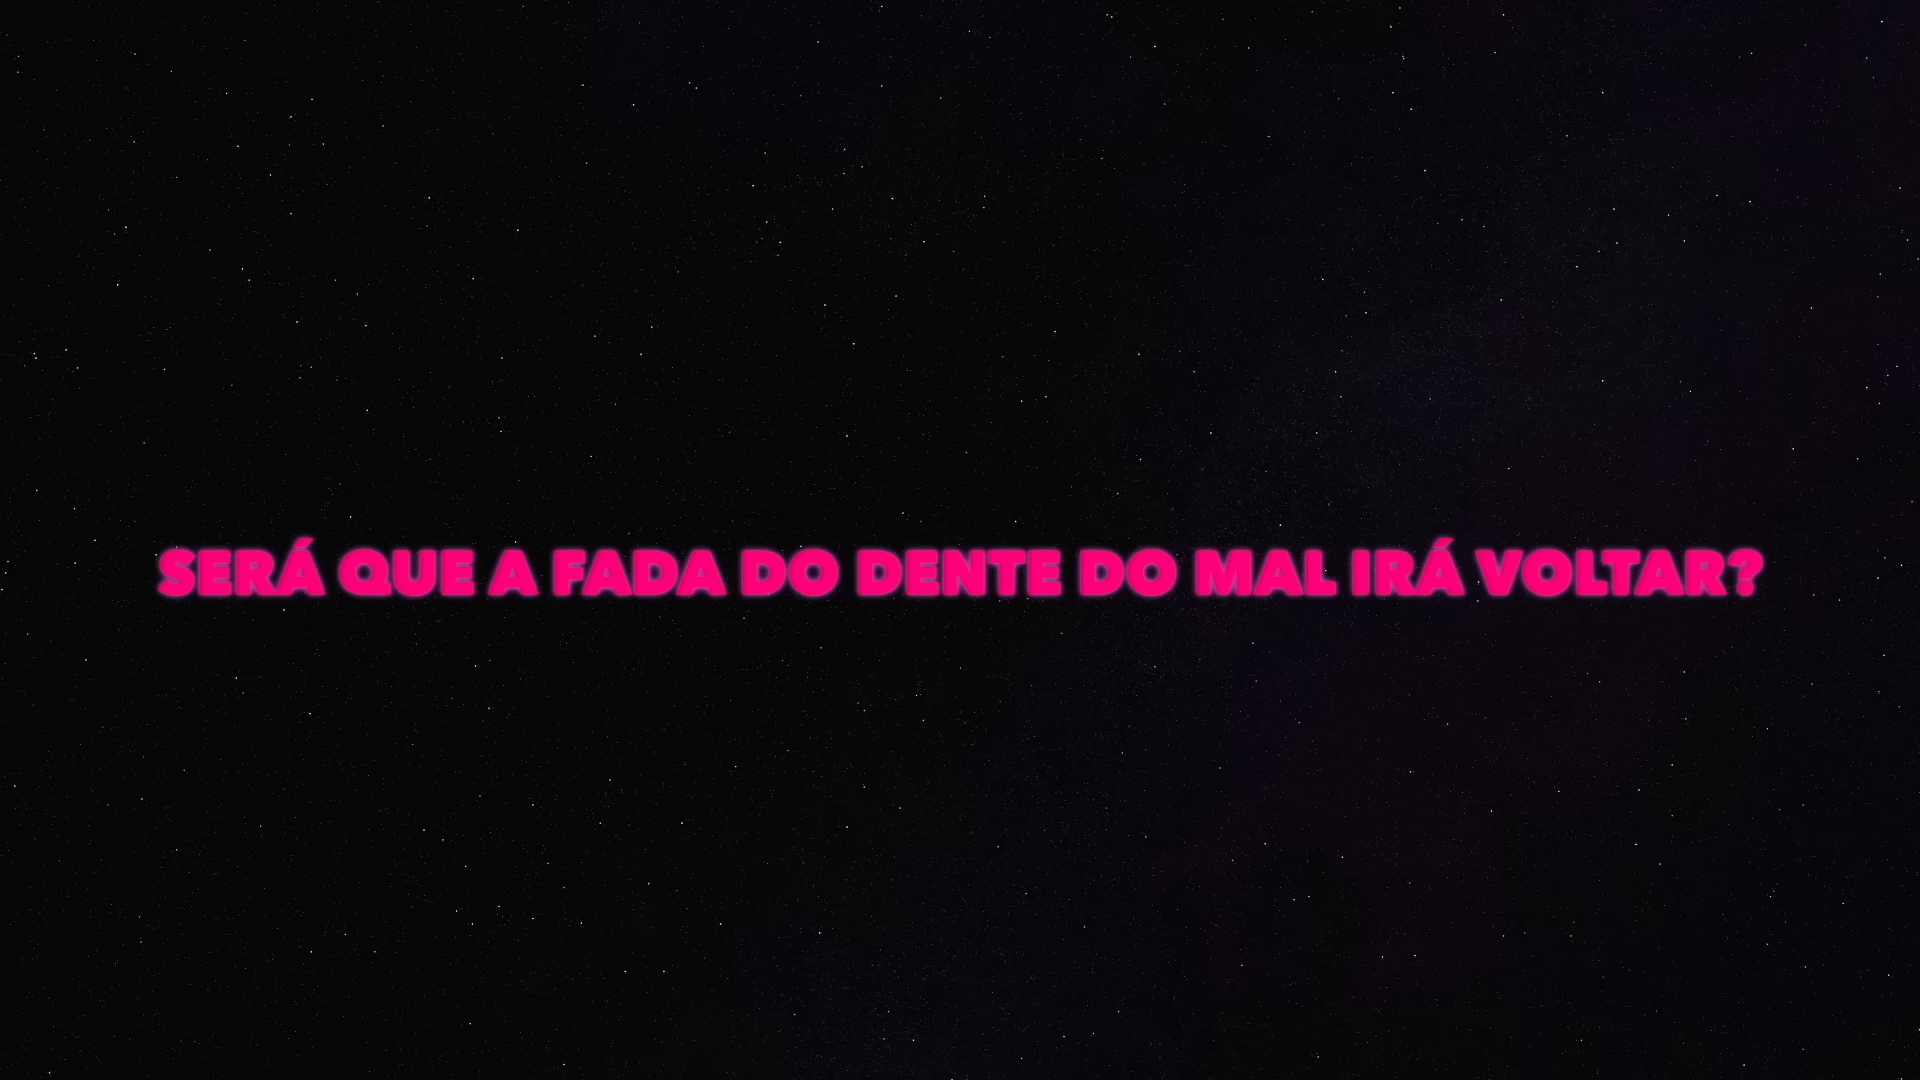 SERÁ QUE A FADA DO DENTE DO MAL IRÁ VOLTAR?